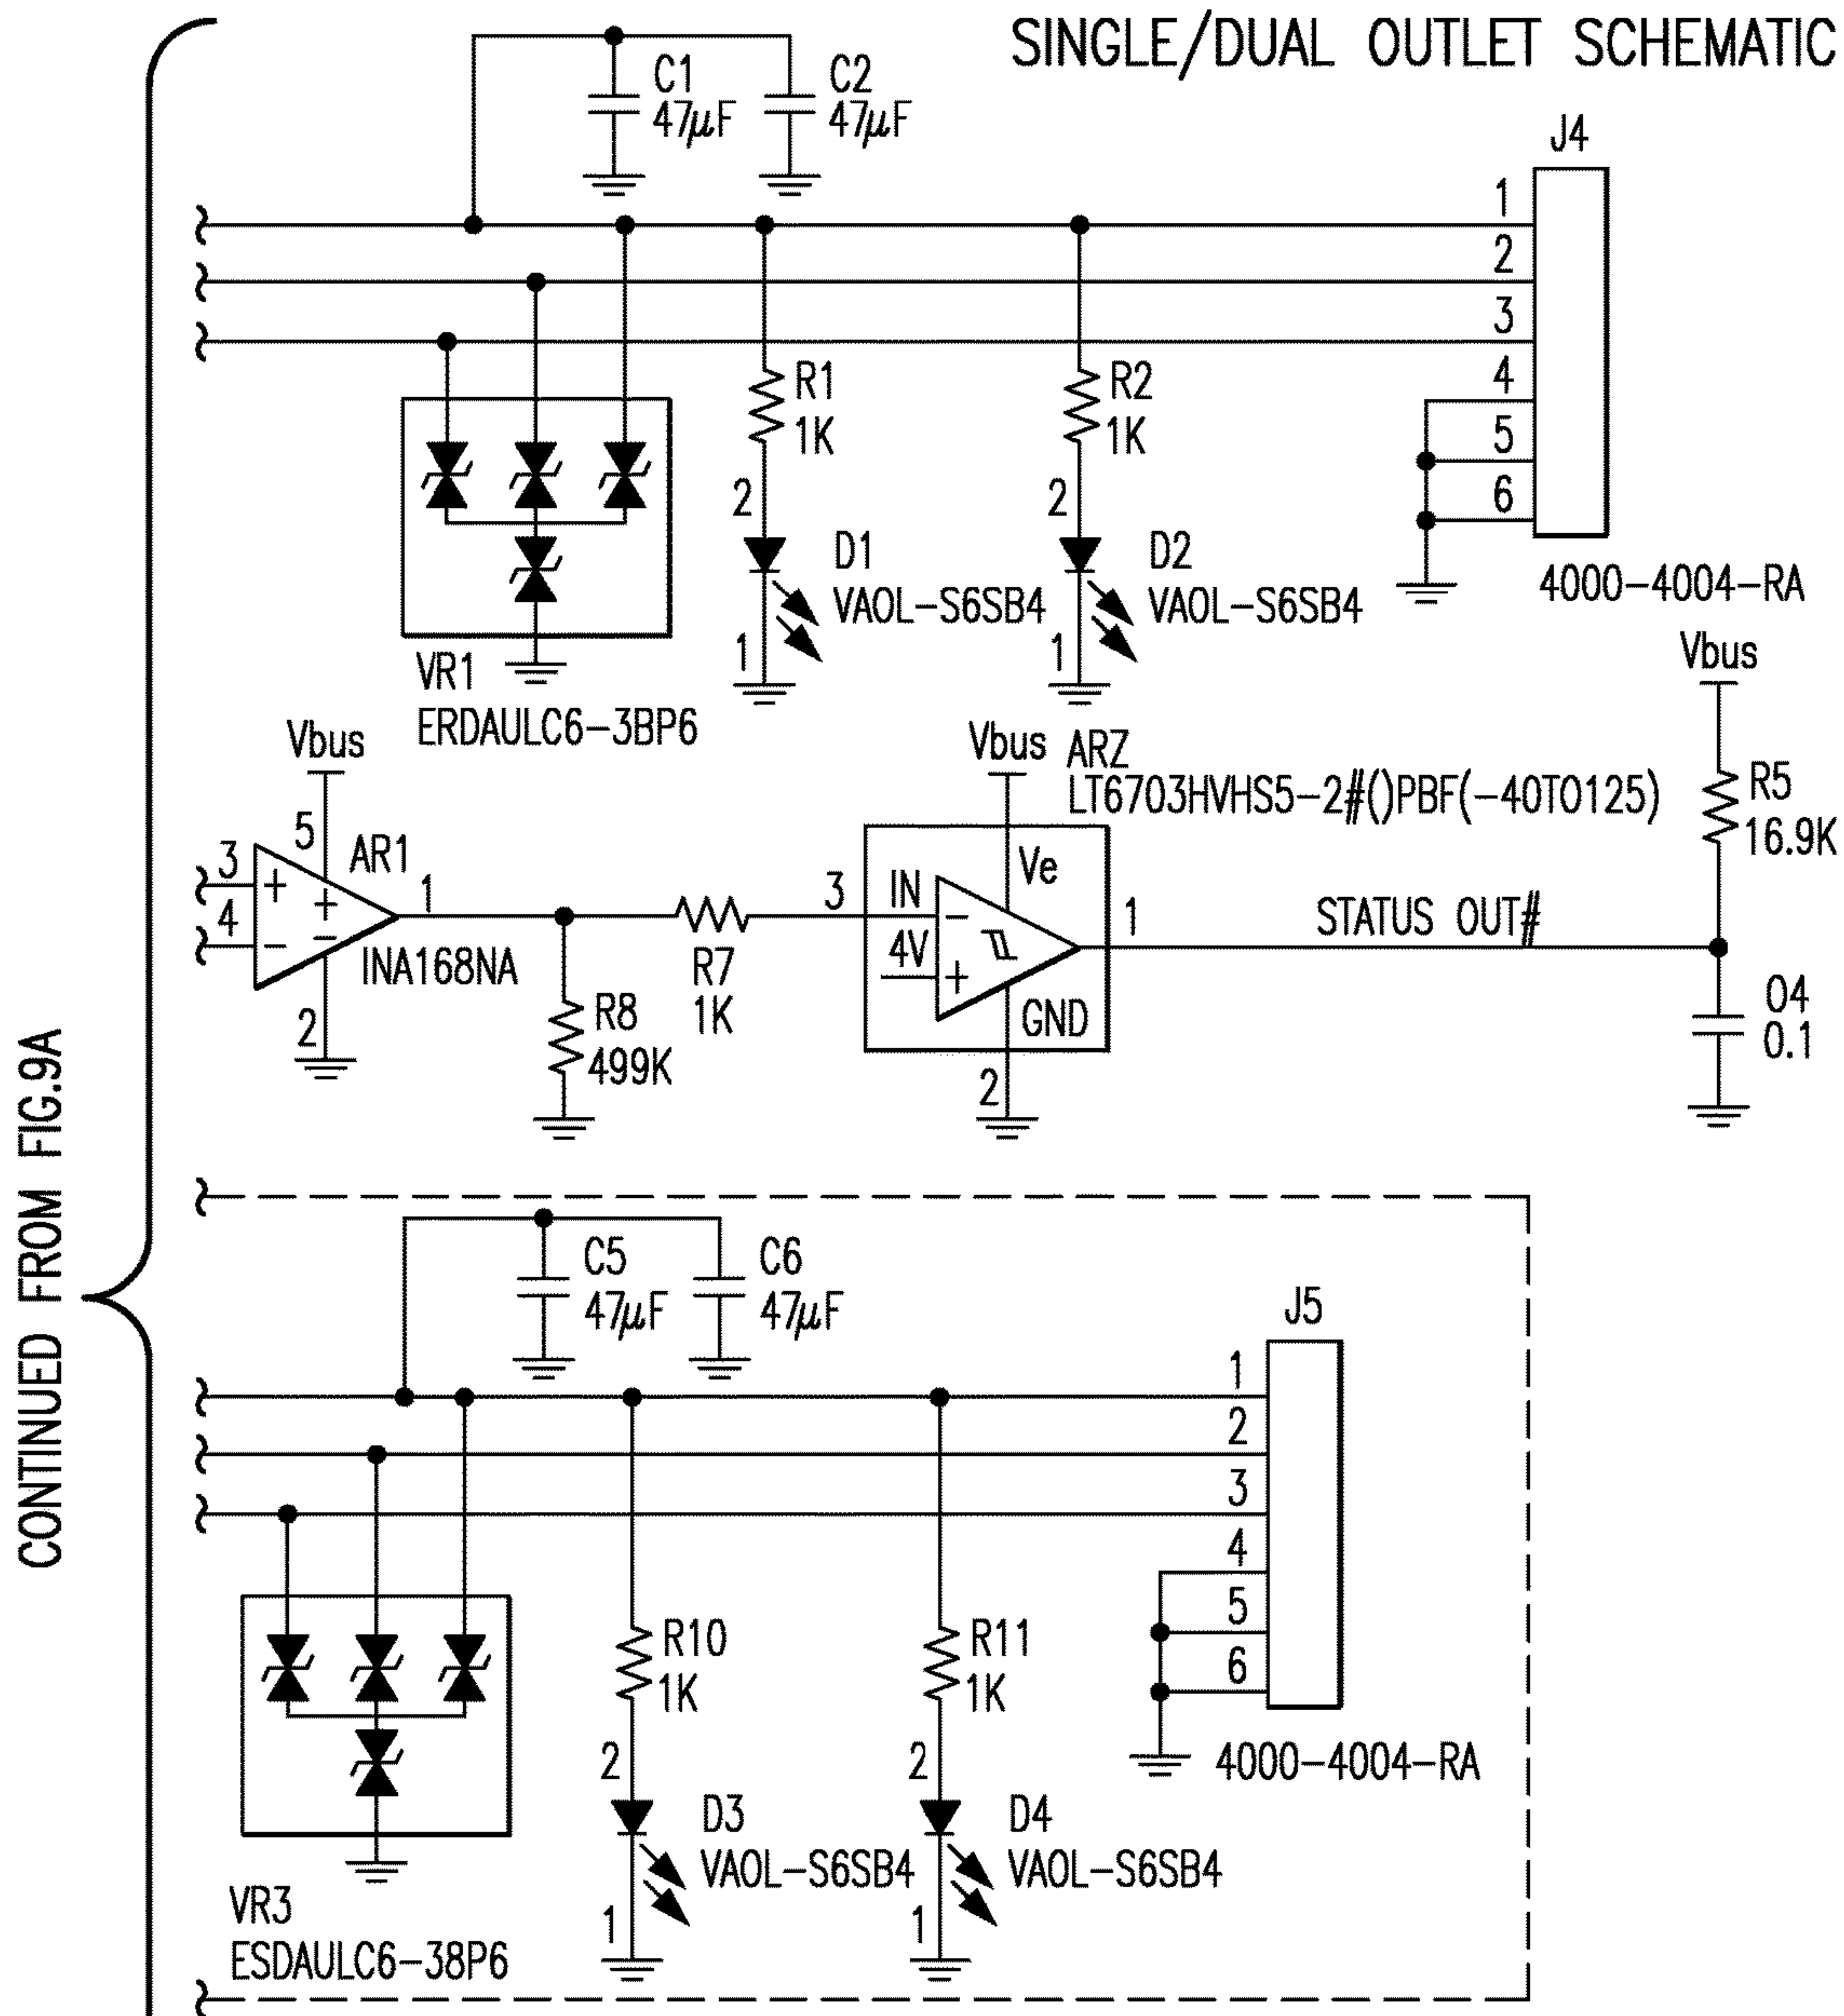 SINGLE/DUAL OUTLET SCHEMATIC
C1
47μF
C2
47μF
J4
1
2
3
4
5
6
4000-4004-RA
R1
1K
R2
1K
2
2
D1
VAOL-S6SB4
D2
VAOL-S6SB4
1
1
VR1
ERDAULC6-3BP6
Vbus
5
3
4
+
-
+
-
AR1
1
INA168NA
2
R8
499K
R7
1K
Vbus
ARZ
LT6703HVHS5-2#()PBF(-40TO125)
3
IN
4V
-
+
Ve
GND
2
1
STATUS OUT#
Vbus
R5
16.9K
O4
0.1
CONTINUED FROM FIG.9A
C5
47μF
C6
47μF
J5
1
2
3
4
5
6
4000-4004-RA
R10
1K
R11
1K
2
2
D3
VAOL-S6SB4
D4
VAOL-S6SB4
1
1
VR3
ESDAULC6-38P6